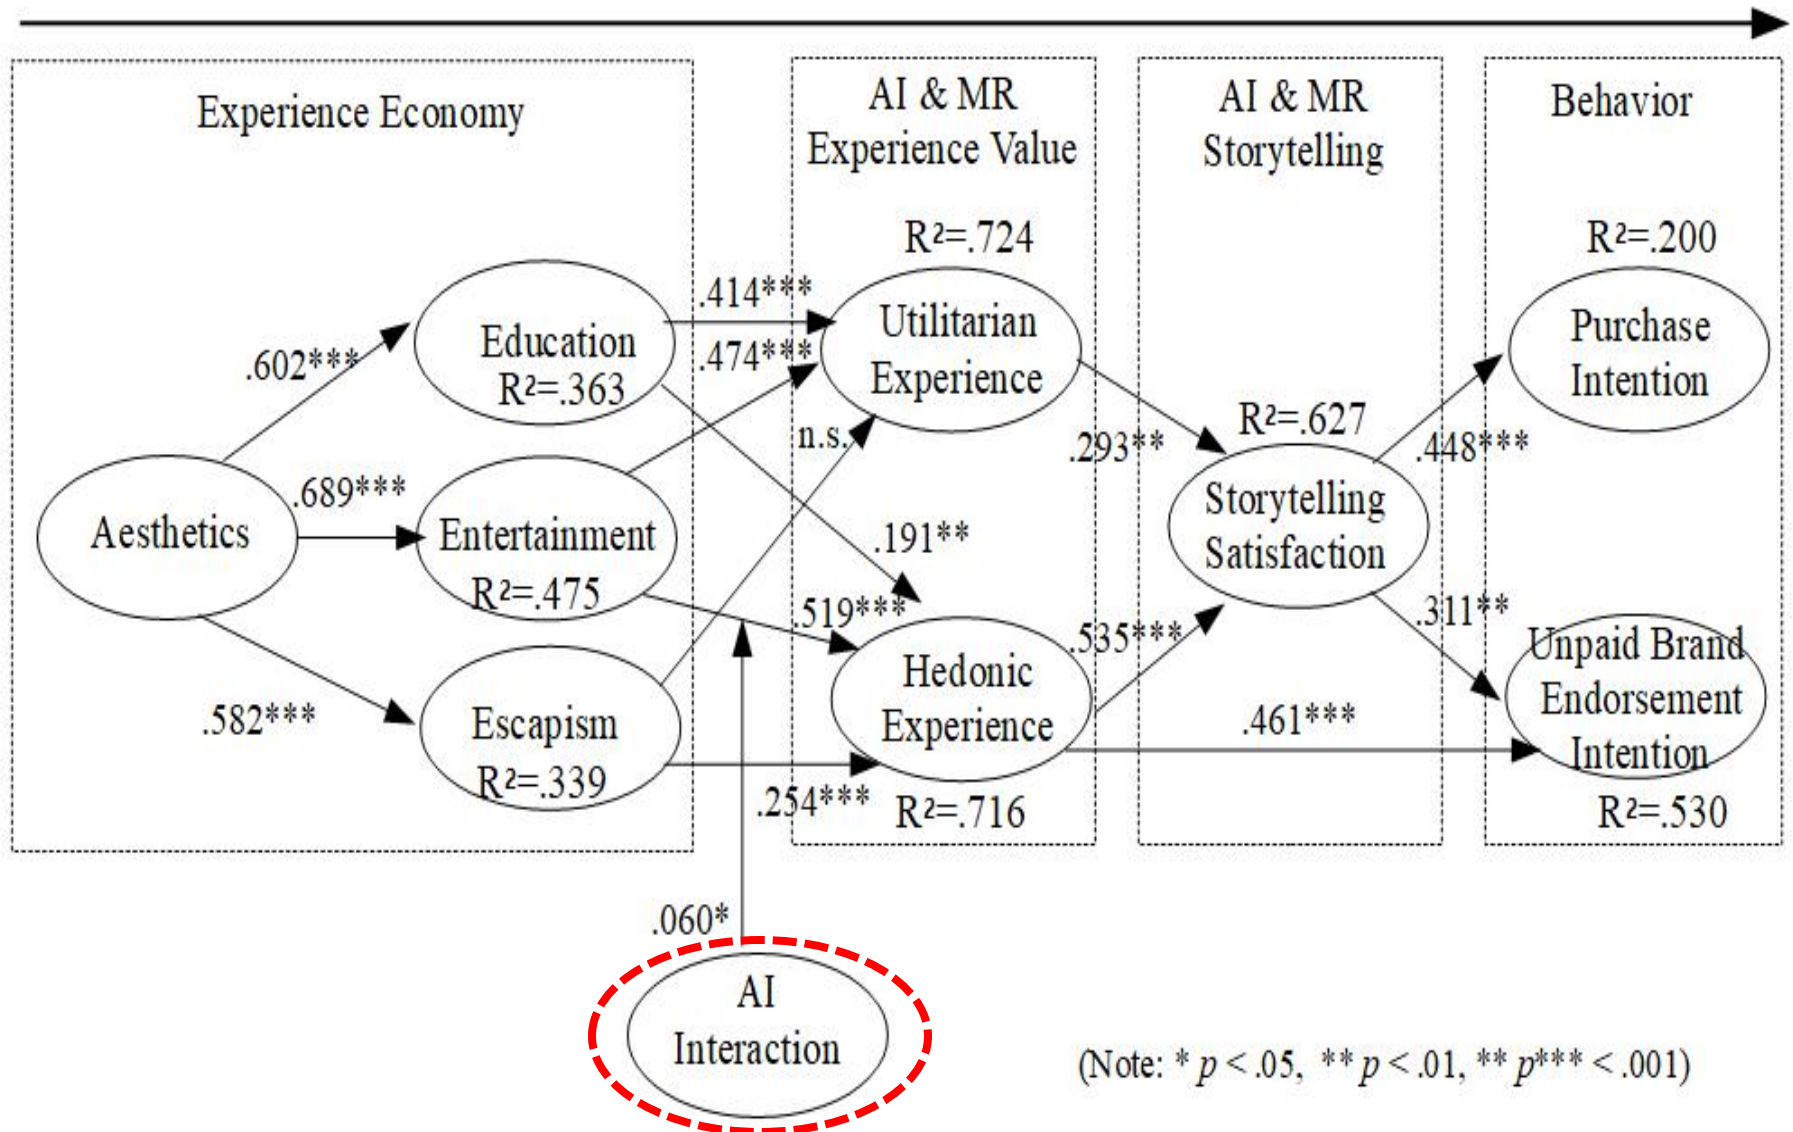 Experience Economy
AI & MR
Experience Value
AI & MR
Storytelling
Behavior
R²=.724
R²=.200
.414***
Utilitarian
Experience
Purchase
Intention
Education
R²=.363
.602***
.474***
R²=.627
n.s.
.293**
.448***
.689***
Storytelling
Satisfaction
Aesthetics
Entertainment
R²=.475
.191**
.519***
.535***
.311**
Unpaid Brand
Endorsement
Intention
Hedonic
Experience
.582***
Escapism
R²=.339
.461***
.254***
R²=.716
R²=.530
.060*
AI
Interaction
(Note: * p < .05, ** p < .01, ** p*** < .001)